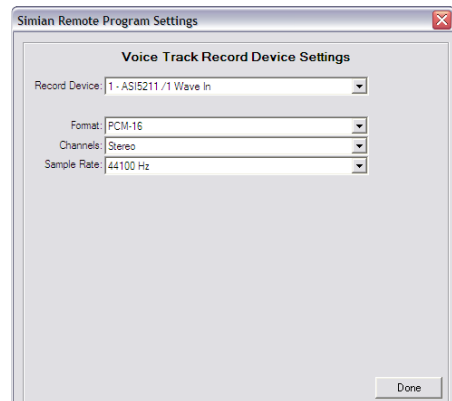 Simian Remote Program Settings
Voice Track Record Device Settings
Record Device: 1 - ASI5211 /1 Wave In
Format: PCM-16
Channels: Stereo
Sample Rate: 44100 Hz
Done